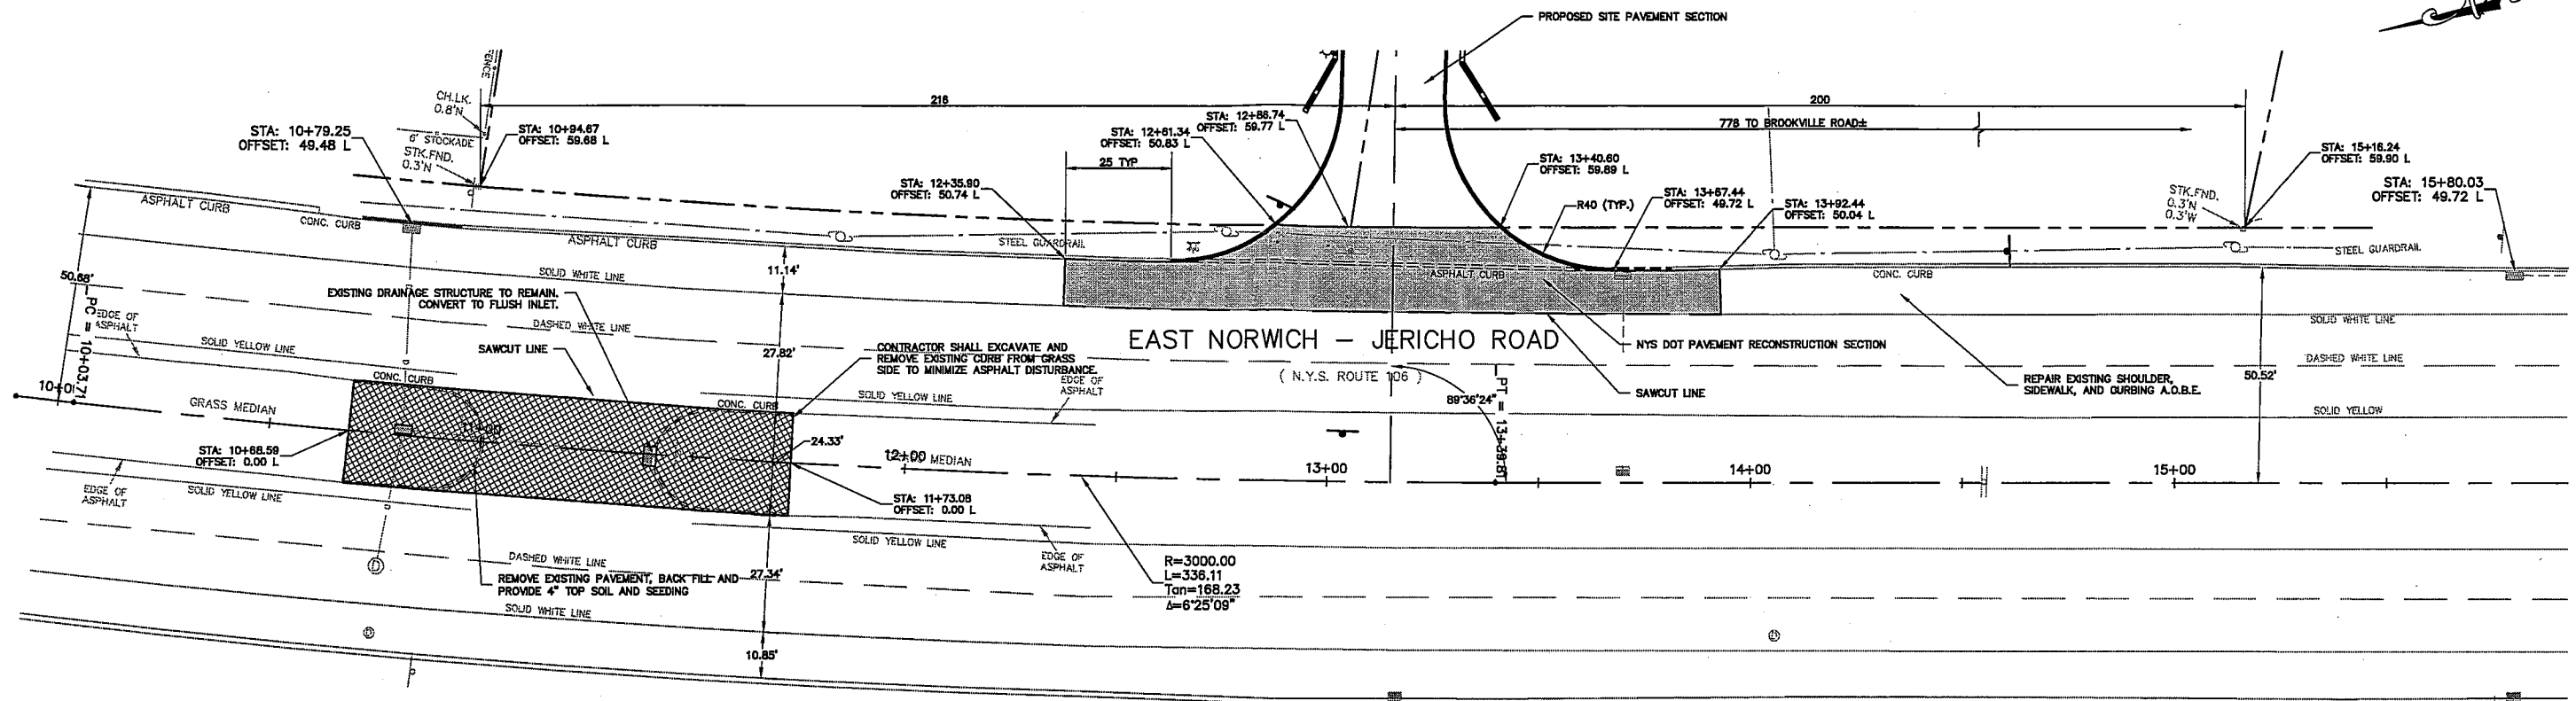 PROPOSED SITE PAVEMENT SECTION
FENCE
CH.LK.
0.8'N
216
200
778 TO BROOKVILLE ROAD±
STA: 10+79.25
OFFSET: 49.48 L
6' STOCKADE
STK.FND.
0.3'N
STA: 10+94.67
OFFSET: 59.68 L
STA: 12+61.34
OFFSET: 50.83 L
STA: 12+88.74
OFFSET: 59.77 L
25 TYP
STA: 12+35.90
OFFSET: 50.74 L
STA: 13+40.60
OFFSET: 59.89 L
R40 (TYP.)
STA: 13+67.44
OFFSET: 49.72 L
STA: 13+92.44
OFFSET: 50.04 L
STA: 15+16.24
OFFSET: 59.90 L
STK.FND.
0.3'N
0.3'W
STA: 15+80.03
OFFSET: 49.72 L
ASPHALT CURB
CONC. CURB
ASPHALT CURB
STEEL GUARDRAIL
ASPHALT CURB
CONC. CURB
STEEL GUARDRAIL
50.68'
PC = 10+03.71
SOLID WHITE LINE
11.14'
EXISTING DRAINAGE STRUCTURE TO REMAIN.
CONVERT TO FLUSH INLET.
EDGE OF
ASPHALT
DASHED WHITE LINE
SOLID YELLOW LINE
SAWCUT LINE
27.82'
CONTRACTOR SHALL EXCAVATE AND
REMOVE EXISTING CURB FROM GRASS
SIDE TO MINIMIZE ASPHALT DISTURBANCE.
EAST NORWICH - JERICHO ROAD
( N.Y.S. ROUTE 106 )
NYS DOT PAVEMENT RECONSTRUCTION SECTION
SAWCUT LINE
SOLID WHITE LINE
DASHED WHITE LINE
50.52'
REPAIR EXISTING SHOULDER,
SIDEWALK, AND CURBING A.O.B.E.
SOLID YELLOW
89°36'24"
PT = 13+39.81
10+0
CONC. CURB
CONC. CURB
EDGE OF
ASPHALT
SOLID YELLOW LINE
GRASS MEDIAN
11+00
STA: 10+68.59
OFFSET: 0.00 L
24.33'
12+00
MEDIAN
13+00
14+00
15+00
EDGE OF
ASPHALT
SOLID YELLOW LINE
STA: 11+73.08
OFFSET: 0.00 L
SOLID YELLOW LINE
EDGE OF
ASPHALT
DASHED WHITE LINE
REMOVE EXISTING PAVEMENT, BACK FILL AND
PROVIDE 4" TOP SOIL AND SEEDING
27.34'
R=3000.00
L=336.11
Tan=168.23
Δ=6°25'09"
SOLID WHITE LINE
D
D
D
10.85'